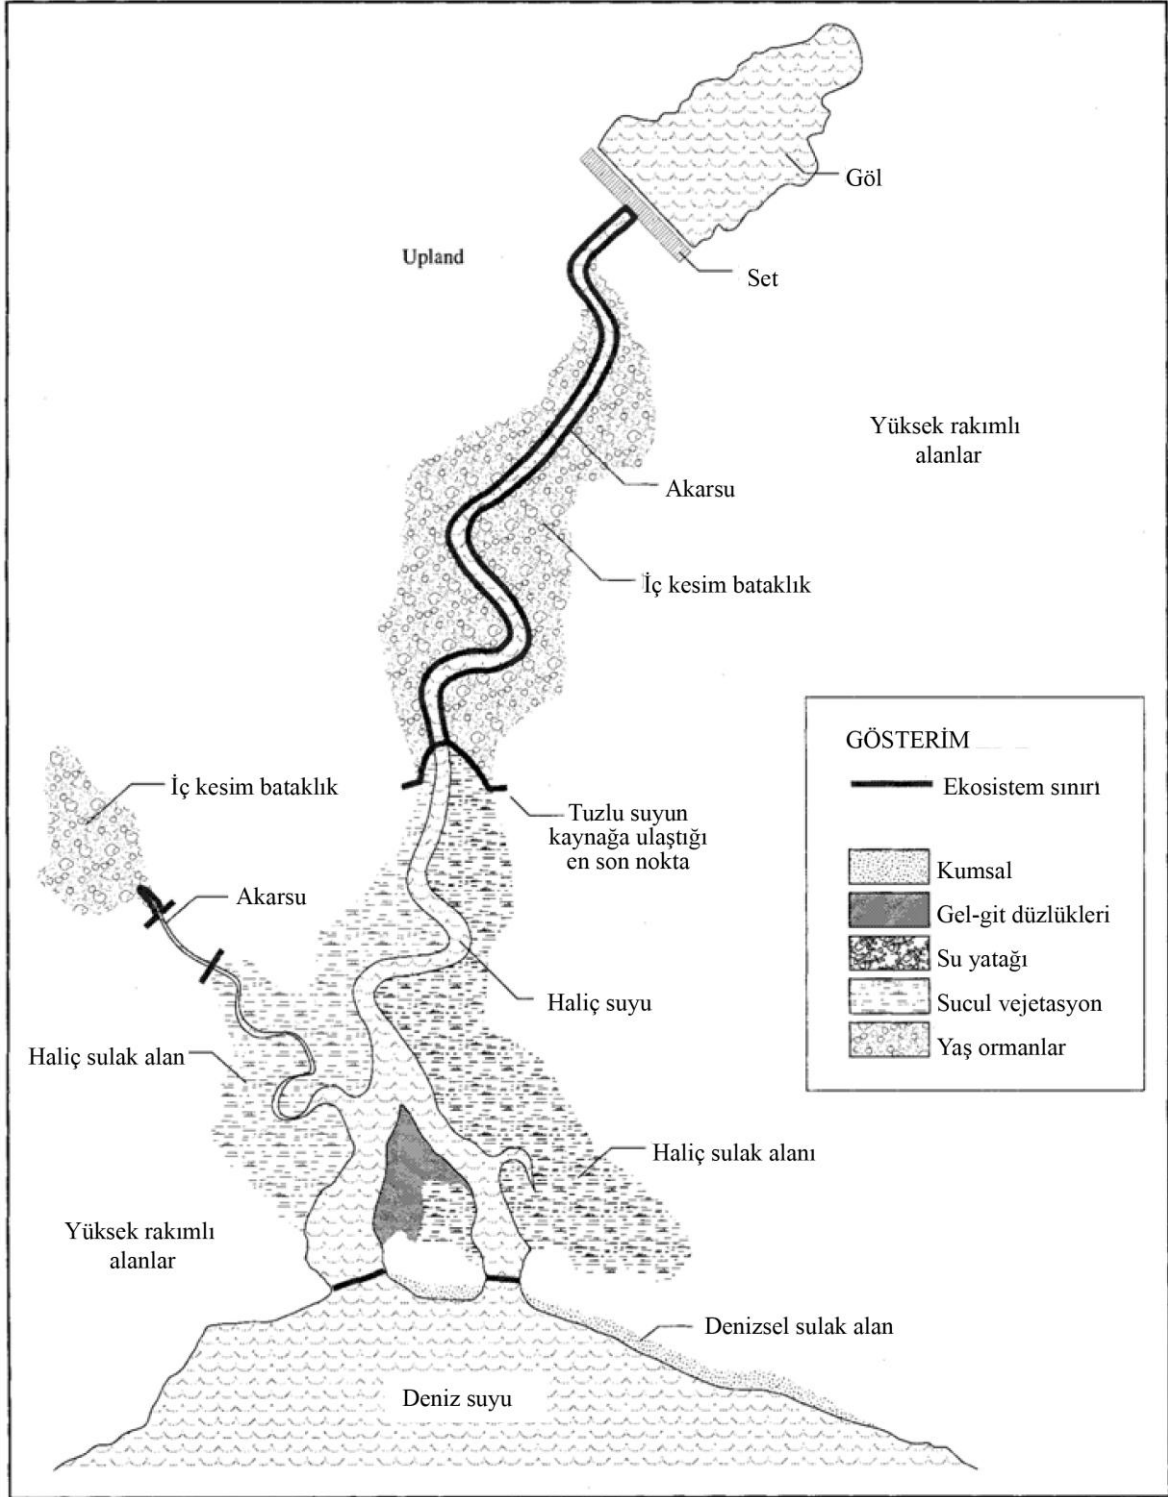 Göl
Upland
Set
Yüksek rakımlı
alanlar
Akarsu
İç kesim bataklık
GÖSTERİM
Ekosistem sınırı
İç kesim bataklık
Tuzlu suyun
kaynağa ulaştığı
en son nokta
Kumsal
Akarsu
Gel-git düzlükleri
Su yatağı
Haliç suyu
Sucul vejetasyon
Haliç sulak alan
Yaş ormanlar
Haliç sulak alanı
Yüksek rakımlı
alanlar
Denizsel sulak alan
Deniz suyu